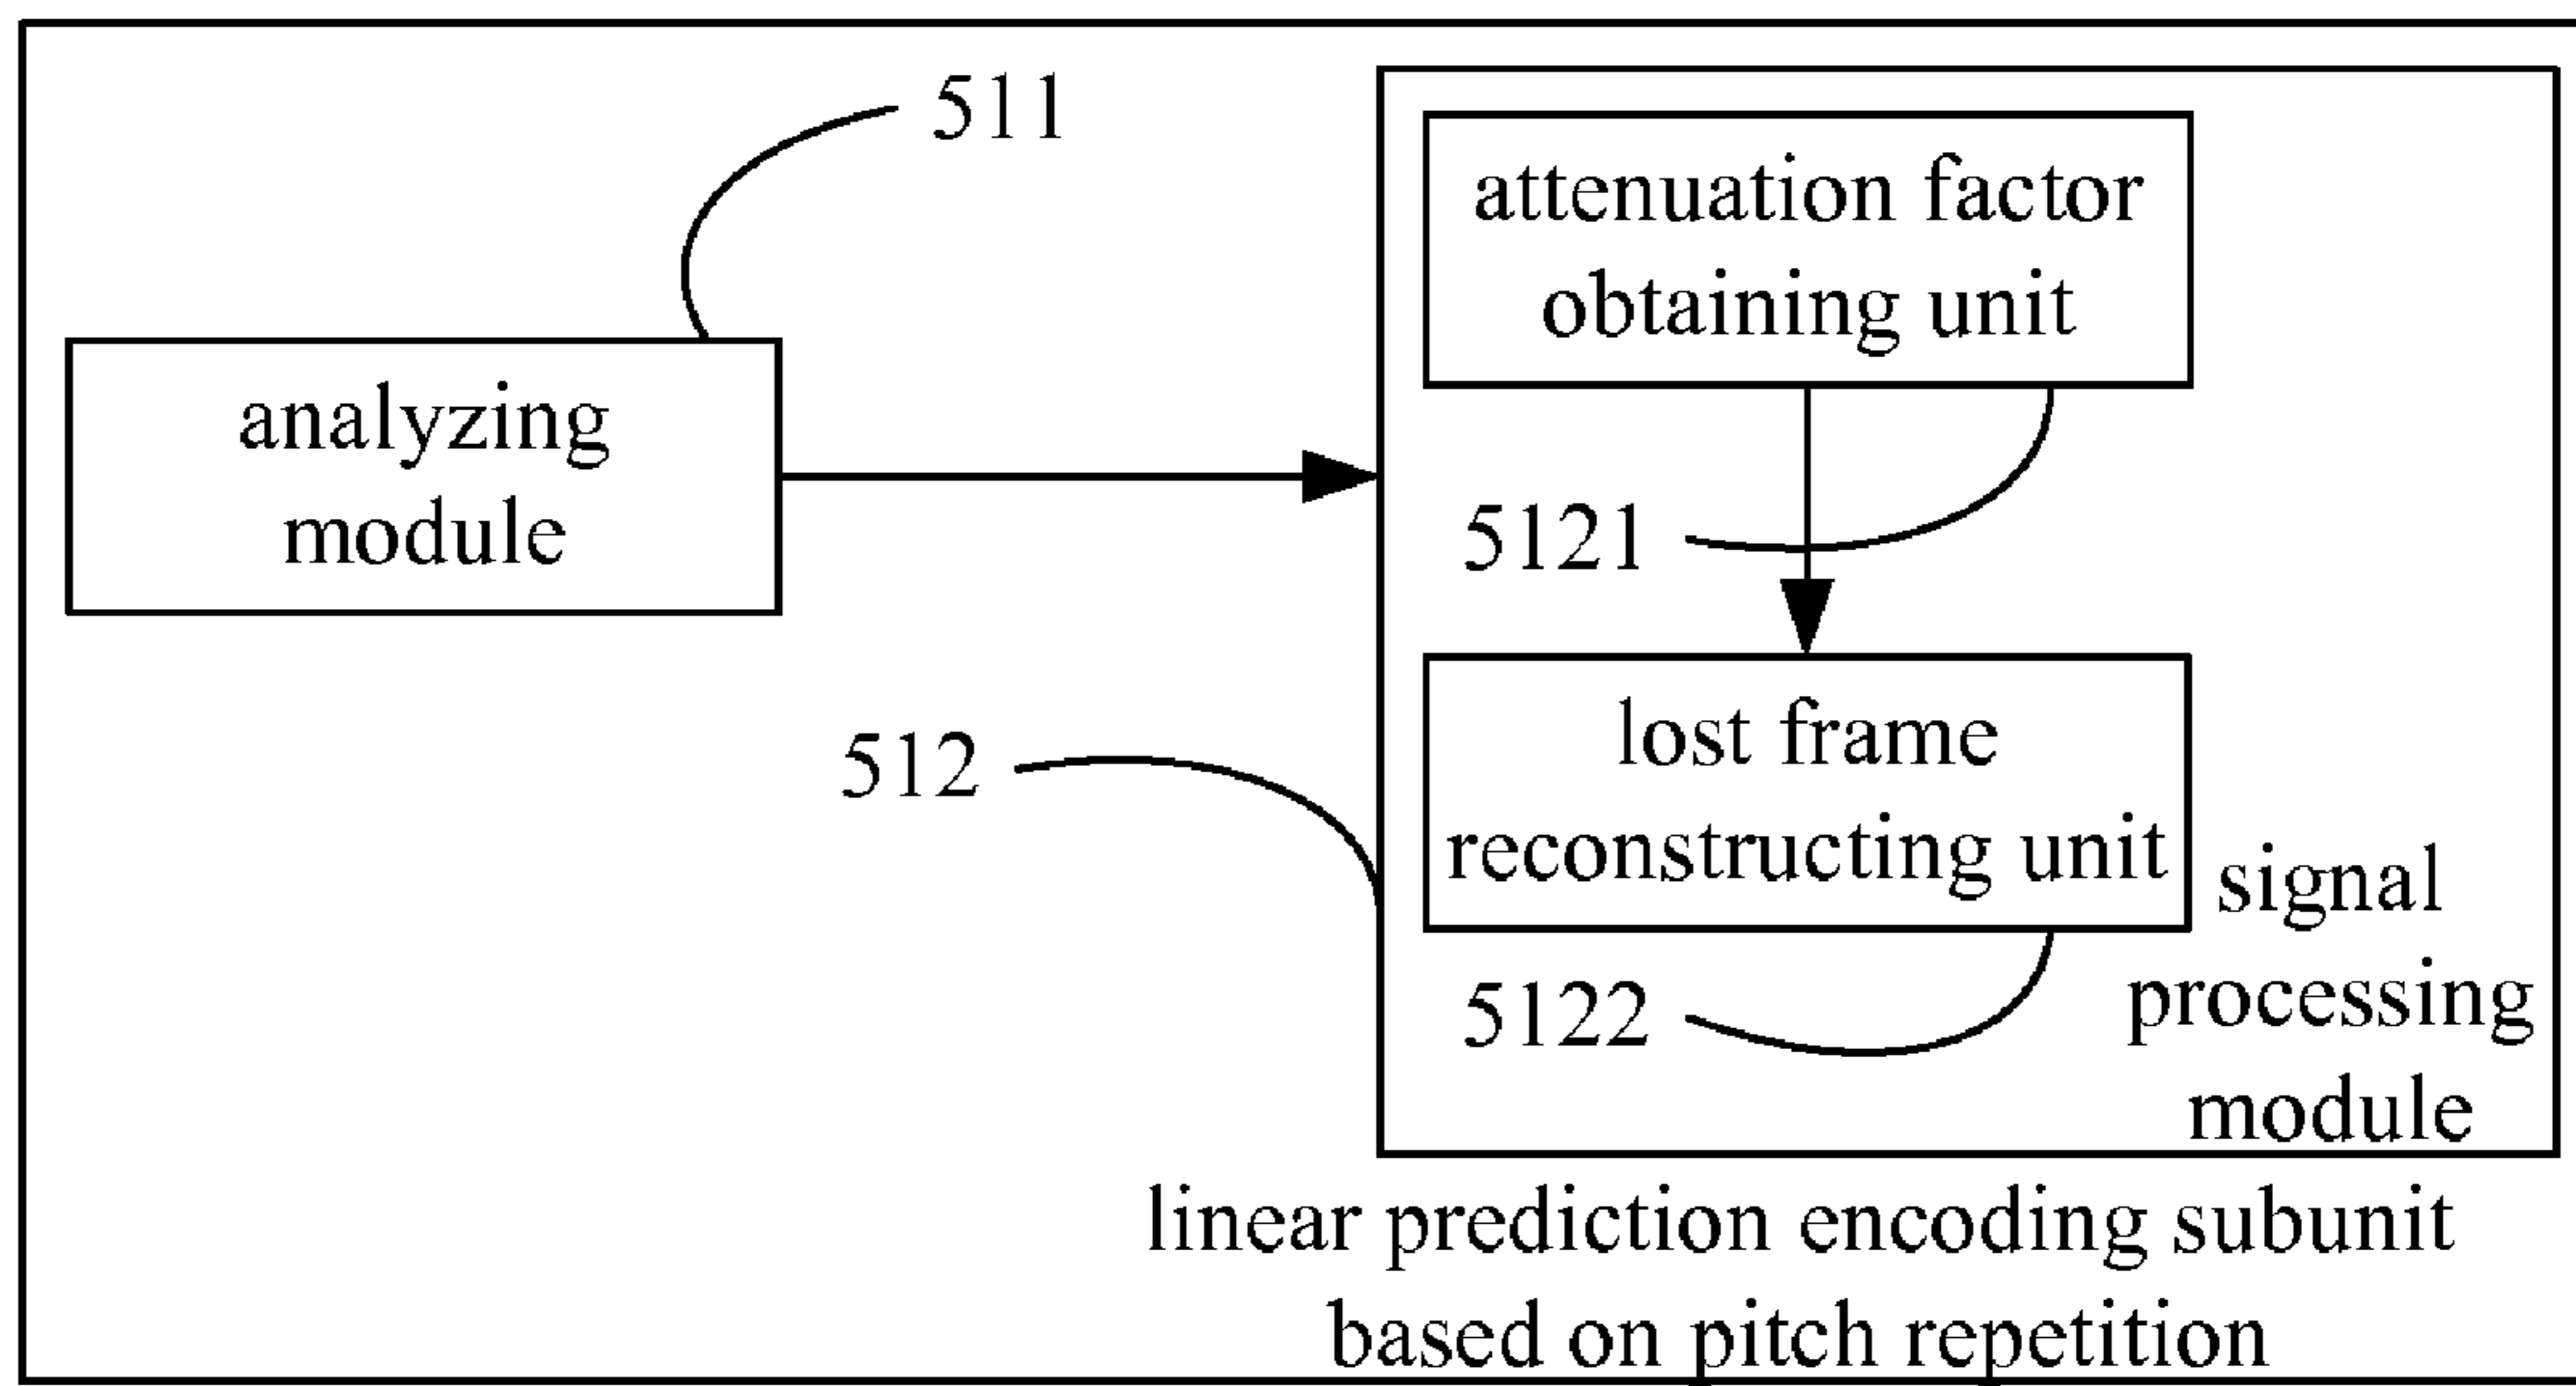 511
analyzing
module
attenuation factor
obtaining unit
5121
lost frame
reconstructing unit
512
5122
signal
processing
module
linear prediction encoding subunit
based on pitch repetition